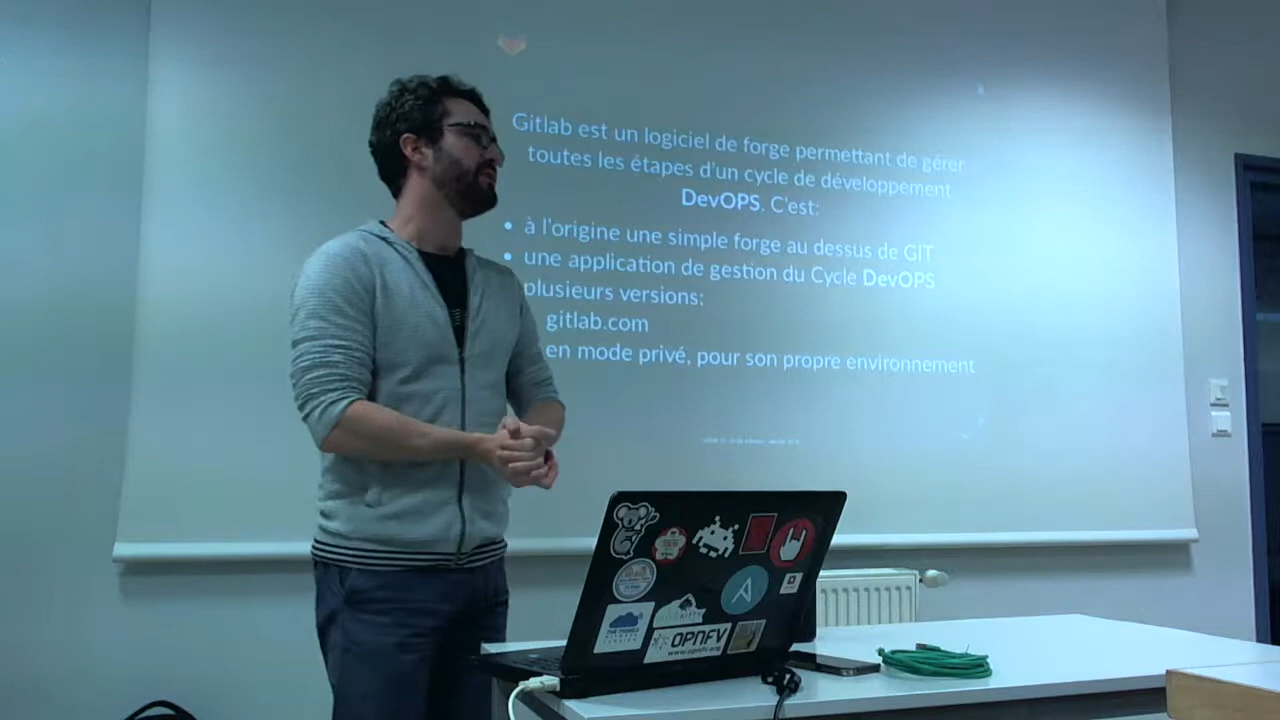 Gitlab est un logiciel de forge permettant de gérer
toutes les étapes d'un cycle de développement
DevOPS. C'est:
à l'origine une simple forge au dessus de GIT
une application de gestion du Cycle DevOPS
plusieurs versions:
gitlab.com
en mode privé, pour son propre environnement
A
OPNFV
www.opnfv.org